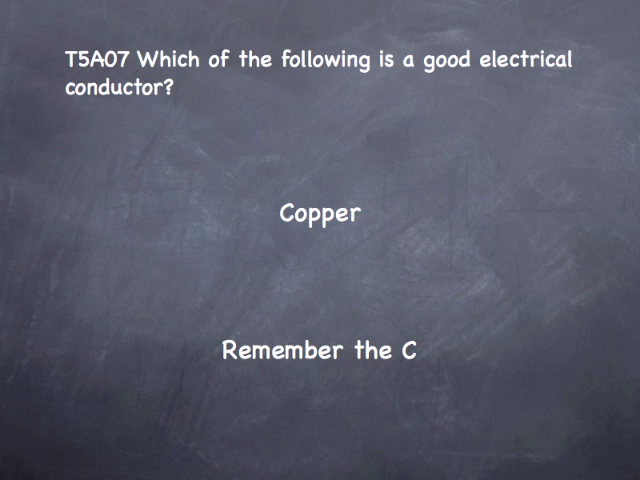 T5A07 Which of the following is a good electrical
conductor?
Copper
Remember the C